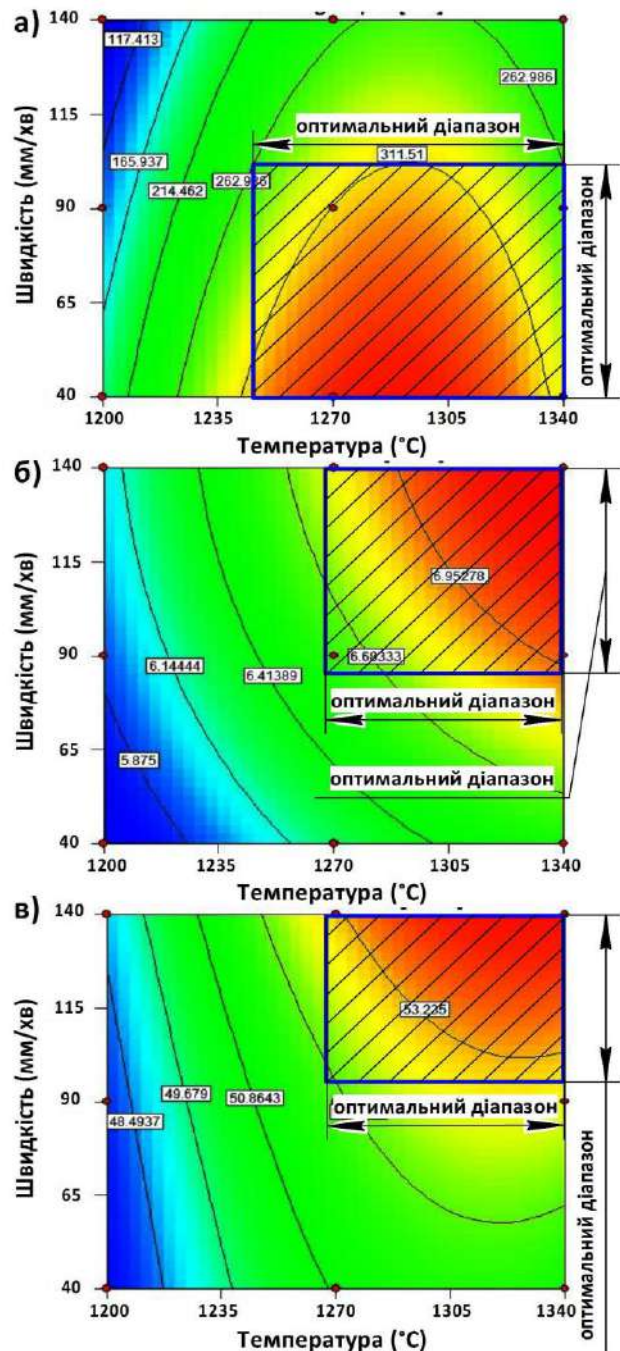 а)
140
115
90
65
40
Швидкість (мм/хв)
117.413
165.937
214.462
262.986
262.986
311.51
оптимальний діапазон
оптимальний діапазон
1200 1235 1270 1305 1340
Температура (°C)
б)
140
115
90
65
40
Швидкість (мм/хв)
5.875
6.14444
6.41389
6.68333
6.95278
оптимальний діапазон
оптимальний діапазон
1200 1235 1270 1305 1340
Температура (°C)
в)
140
115
90
65
40
Швидкість (мм/хв)
48.4937
49.679
50.8643
53.235
оптимальний діапазон
оптимальний діапазон
1200 1235 1270 1305 1340
Температура (°C)